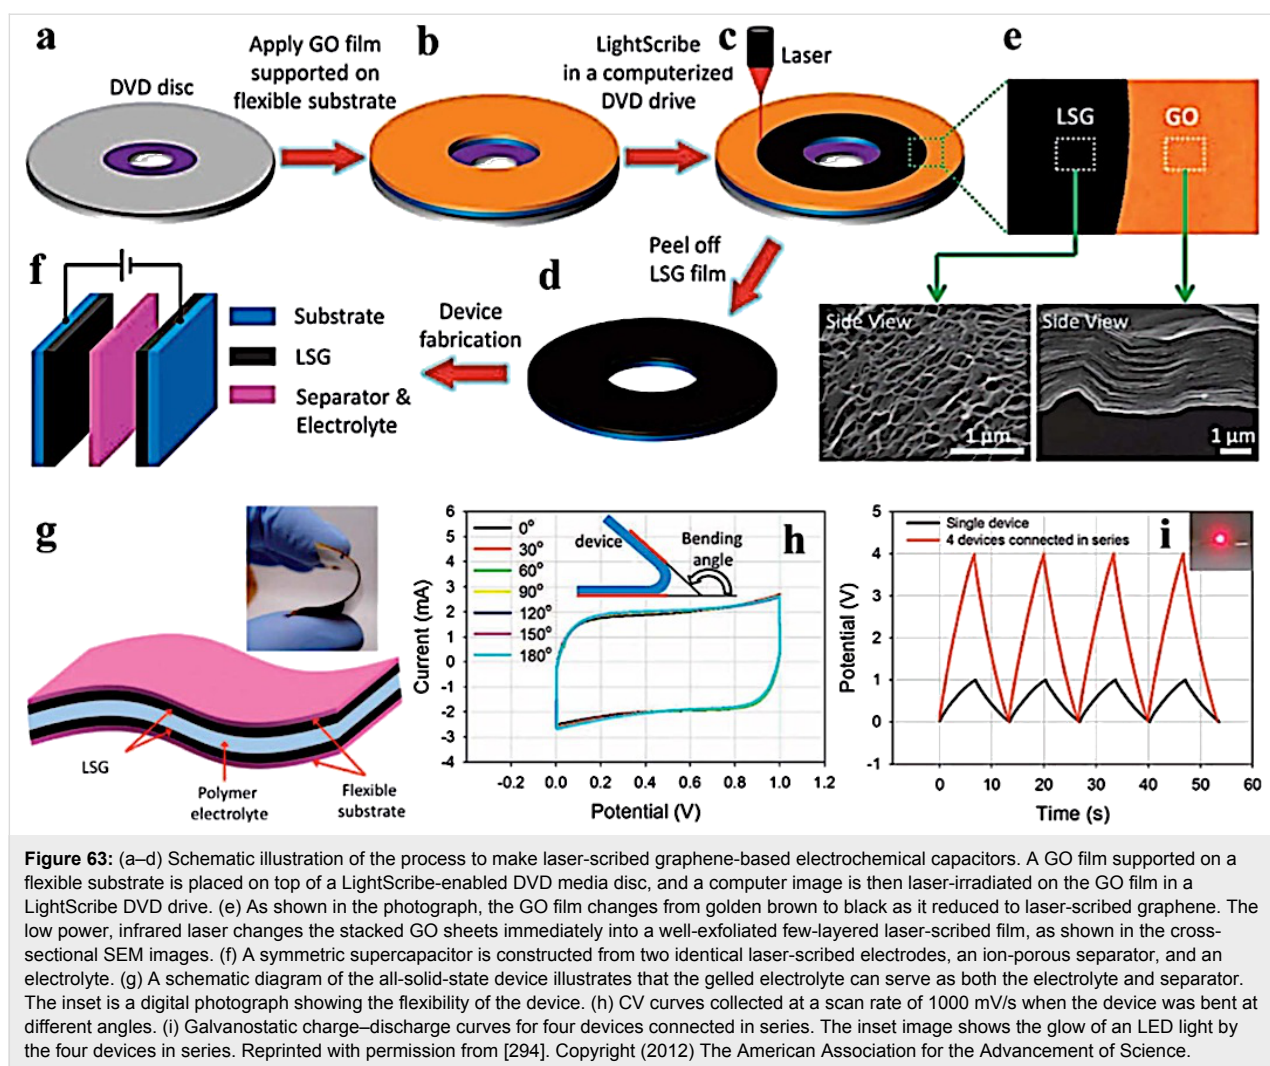 a
Apply GO film
supported on
flexible substrate
DVD disc
b
LightScribe
in a computerized
DVD drive
c
Laser
e
LSG
GO
Peel off
LSG film
Side View
1 µm
Side View
1 µm
d
Device
fabrication
f
Substrate
LSG
Separator &
Electrolyte
g
LSG
Polymer
electrolyte
Flexible
substrate
h
6
5
4
3
2
1
0
-1
-2
-3
-4
Current (mA)
0°
30°
60°
90°
120°
150°
180°
device
Bending
angle
-0.2
0.0
0.2
0.4
0.6
0.8
1.0
1.2
Potential (V)
i
5
4
3
2
1
0
-1
Potential (V)
Single device
4 devices connected in series
0
10
20
30
40
50
60
Time (s)
Figure 63: (a–d) Schematic illustration of the process to make laser-scribed graphene-based electrochemical capacitors. A GO film supported on a
flexible substrate is placed on top of a LightScribe-enabled DVD media disc, and a computer image is then laser-irradiated on the GO film in a
LightScribe DVD drive. (e) As shown in the photograph, the GO film changes from golden brown to black as it reduced to laser-scribed graphene. The
low power, infrared laser changes the stacked GO sheets immediately into a well-exfoliated few-layered laser-scribed film, as shown in the cross-
sectional SEM images. (f) A symmetric supercapacitor is constructed from two identical laser-scribed electrodes, an ion-porous separator, and an
electrolyte. (g) A schematic diagram of the all-solid-state device illustrates that the gelled electrolyte can serve as both the electrolyte and separator.
The inset is a digital photograph showing the flexibility of the device. (h) CV curves collected at a scan rate of 1000 mV/s when the device was bent at
different angles. (i) Galvanostatic charge–discharge curves for four devices connected in series. The inset image shows the glow of an LED light by
the four devices in series. Reprinted with permission from [294]. Copyright (2012) The American Association for the Advancement of Science.